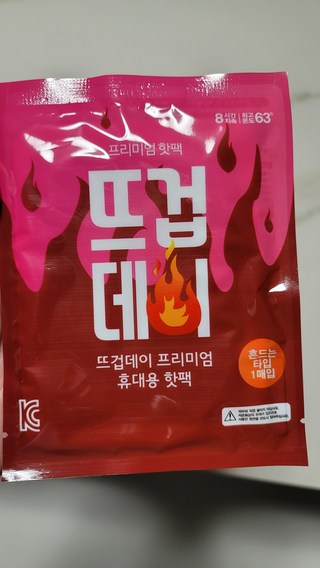 8시간 지속 최고 온도 63°
프리미엄 핫팩
뜨겁
데이
뜨겁데이 프리미엄
휴대용 핫팩
흔드는
타입
1매입
KC